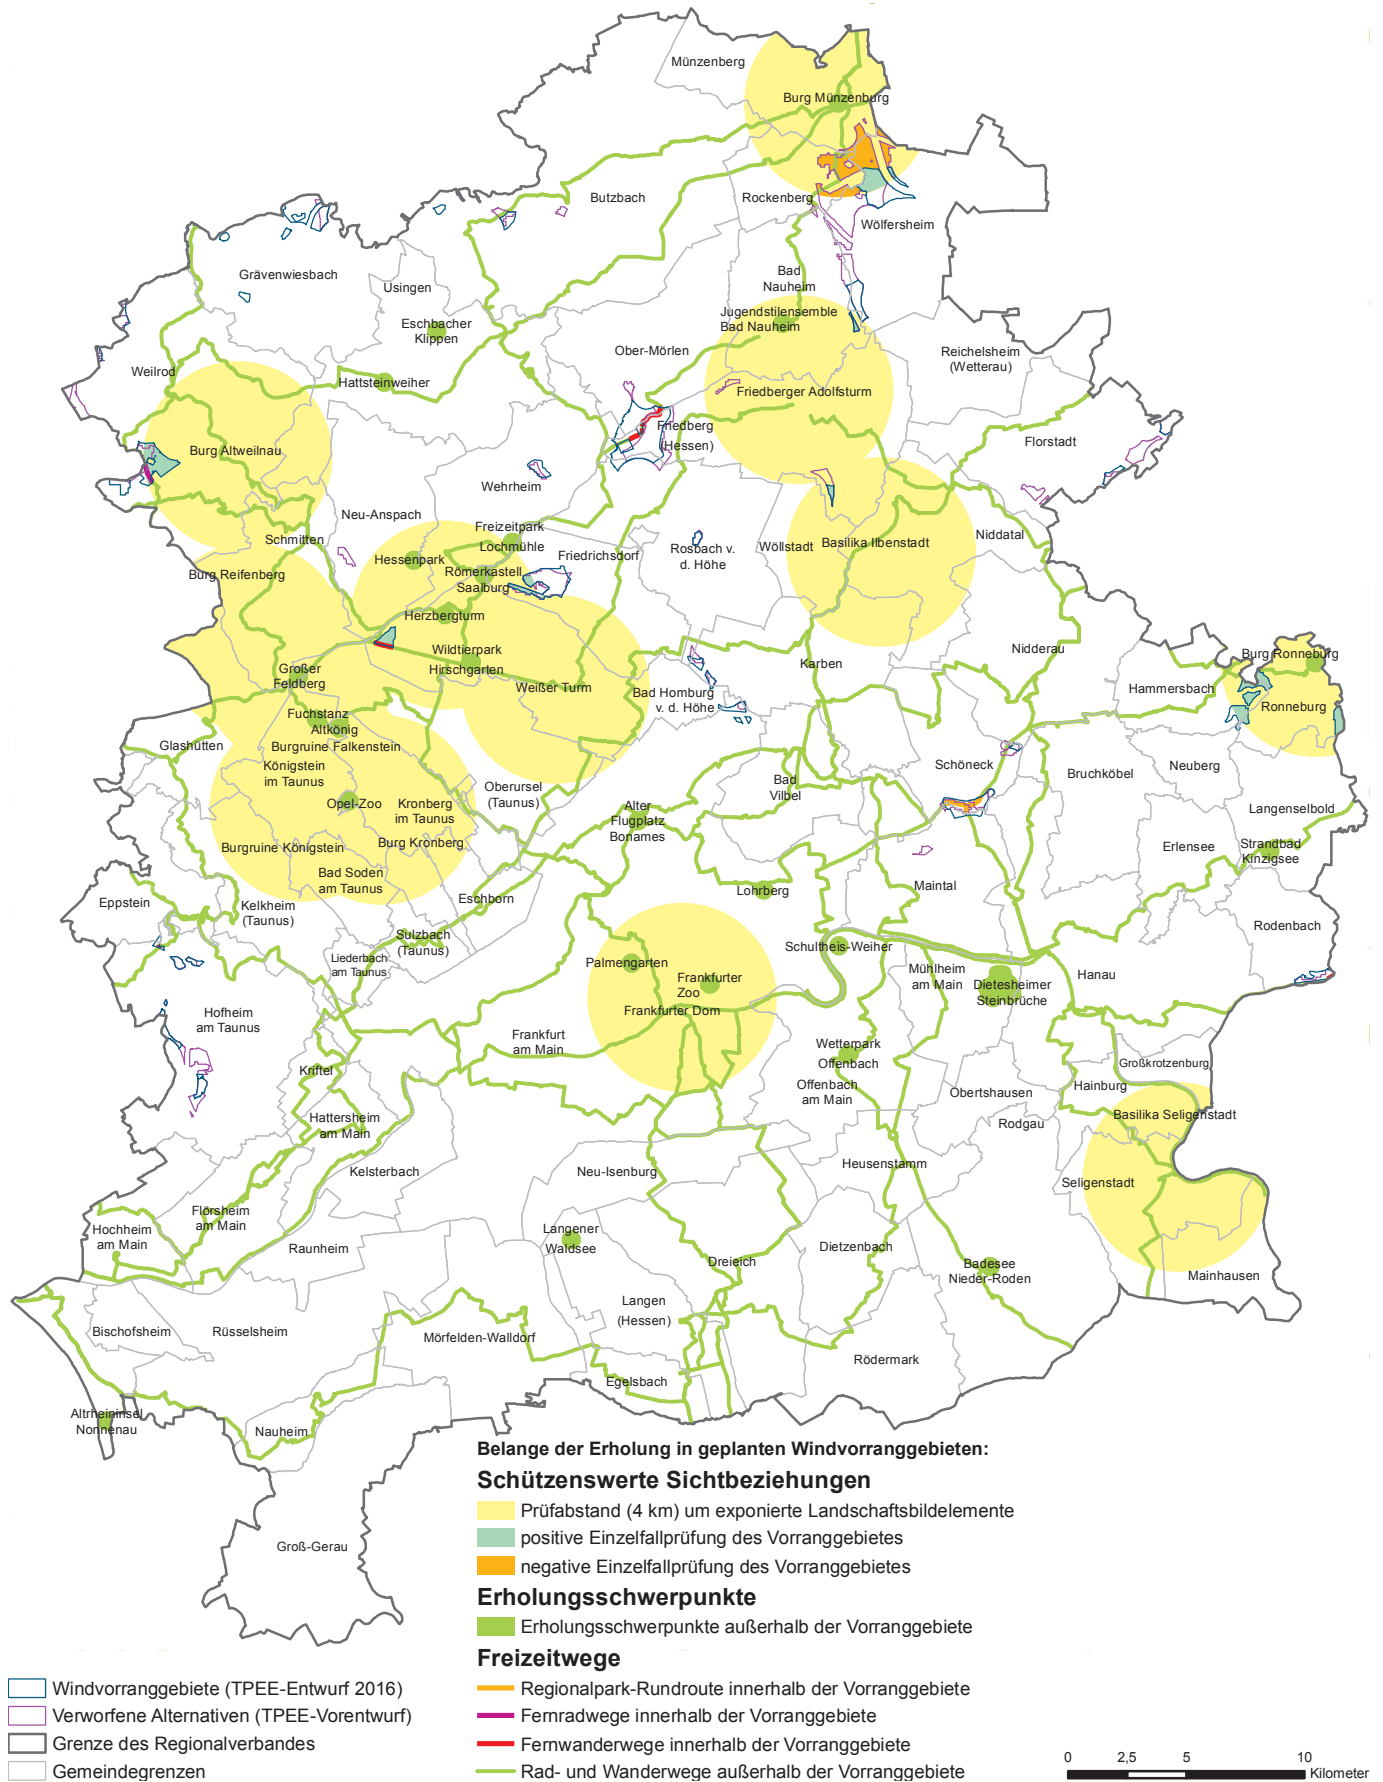 Münzenberg
Burg Münzenburg
Butzbach
Rockenberg
Wölfersheim
Grävenwiesbach
Usingen
Bad
Nauheim
Eschbacher
Klippen
Jugendstilensemble
Bad Nauheim
Ober-Mörlen
Reichelsheim
(Wetterau)
Weilrod
Hattsteinweiher
Friedberger Adolfsturm
Friedberg
(Hessen)
Florstadt
Burg Altweilnau
Wehrheim
Neu-Anspach
Freizeitpark
Lochmühle
Schmitten
Hessenpark
Friedrichsdorf
Rosbach v.
d. Höhe
Wöllstadt
Basilika Ilbenstadt
Niddatal
Burg Reifenberg
Römerkastell
Saalburg
Herzbergturm
Wildtierpark
Hirschgarten
Großer
Feldberg
Weißer Turm
Bad Homburg
v. d. Höhe
Karben
Nidderau
Burg Ronneburg
Hammersbach
Ronneburg
Fuchstanz
Altkönig
Glashütten
Burgruine Falkenstein
Königstein
im Taunus
Oberursel
(Taunus)
Opel-Zoo
Kronberg
im Taunus
Alter
Flugplatz
Bonames
Bad
Vilbel
Schöneck
Bruchköbel
Neuberg
Langenselbold
Burgruine Königstein
Burg Kronberg
Bad Soden
am Taunus
Erlensee
Strandbad
Kinzigsee
Eppstein
Kelkheim
(Taunus)
Eschborn
Lohrberg
Maintal
Rodenbach
Sulzbach
(Taunus)
Liederbach
am Taunus
Schultheis-Weiher
Palmengarten
Frankfurter
Zoo
Mühlheim
am Main
Dietesheimer
Steinbrüche
Hanau
Hofheim
am Taunus
Frankfurter Dom
Frankfurt
am Main
Wetterpark
Offenbach
Großkrotzenburg
Kriftel
Offenbach
am Main
Obertshausen
Hainburg
Hattersheim
am Main
Rodgau
Basilika Seligenstadt
Kelsterbach
Neu-Isenburg
Heusenstamm
Seligenstadt
Flörsheim
am Main
Hochheim
am Main
Raunheim
Langener
Waldsee
Dreieich
Dietzenbach
Badesee
Nieder-Roden
Mainhausen
Langen
(Hessen)
Bischofsheim
Rüsselsheim
Mörfelden-Walldorf
Rödermark
Egelsbach
Altrheininsel
Nonnenau
Nauheim
Groß-Gerau
Belange der Erholung in geplanten Windvorranggebieten:
Schützenswerte Sichtbeziehungen
Prüfabstand (4 km) um exponierte Landschaftsbildelemente
positive Einzelfallprüfung des Vorranggebietes
negative Einzelfallprüfung des Vorranggebietes
Erholungsschwerpunkte
Erholungsschwerpunkte außerhalb der Vorranggebiete
Freizeitwege
Regionalpark-Rundroute innerhalb der Vorranggebiete
Fernradwege innerhalb der Vorranggebiete
Fernwanderwege innerhalb der Vorranggebiete
Rad- und Wanderwege außerhalb der Vorranggebiete
Windvorranggebiete (TPEE-Entwurf 2016)
Verworfene Alternativen (TPEE-Vorentwurf)
Grenze des Regionalverbandes
Gemeindegrenzen
0 2,5 5 10
Kilometer